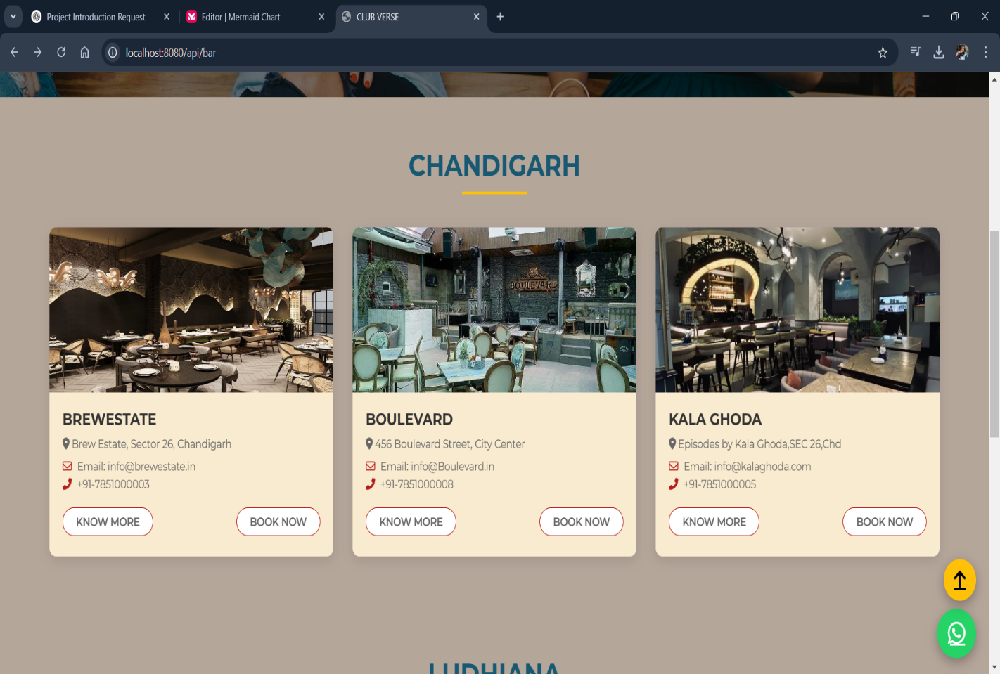 Project Introduction Request
Editor | Mermaid Chart
CLUB VERSE
localhost:8080/api/bar
CHANDIGARH
BOULEVARD
BREWESTATE
Brew Estate, Sector 26, Chandigarh
Email: info@brewestate.in
+91-7851000003
KNOW MORE
BOOK NOW
BOULEVARD
456 Boulevard Street, City Center
Email: info@Boulevard.in
+91-7851000008
KNOW MORE
BOOK NOW
KALA GHODA
Episodes by Kala Ghoda,SEC 26,Chd
Email: info@kalaghoda.com
+91-7851000005
KNOW MORE
BOOK NOW
LUDHIANA